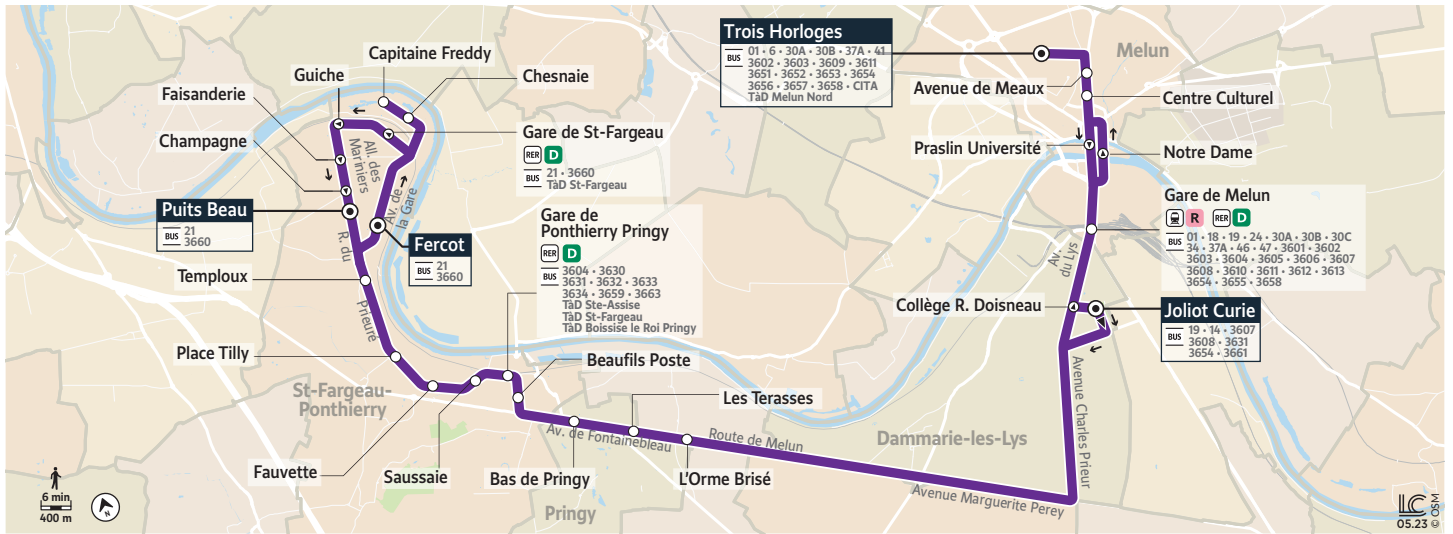 Trois Horloges
BUS
01 • 6 • 30A • 30B • 37A • 41
3602 • 3603 • 3609 • 3611
3651 • 3652 • 3653 • 3654
3656 • 3657 • 3658 • CITA
TàD Melun Nord
Melun
Capitaine Freddy
Guiche
Chesnaie
Faisanderie
Avenue de Meaux
Centre Culturel
Champagne
Gare de St-Fargeau
RER D
BUS
21 • 3660
TàD St-Fargeau
All. des
Mariniers
Praslin Université
Notre Dame
Av. de
la Gare
Puits Beau
BUS
21
3660
R. du
Prieuré
Fercot
BUS
21
3660
Gare de
Ponthierry Pringy
RER D
BUS
3604 • 3630
3631 • 3632 • 3633
3634 • 3659 • 3663
TàD Ste-Assise
TàD St-Fargeau
TàD Boissise le Roi Pringy
Gare de Melun
R RER D
BUS
01 • 18 • 19 • 24 • 30A • 30B • 30C
34 • 37A • 46 • 47 • 3601 • 3602
3603 • 3604 • 3605 • 3606 • 3607
3608 • 3610 • 3611 • 3612 • 3613
3654 • 3655 • 3658
Av.
du Lys
Temploux
Collège R. Doisneau
Joliot Curie
BUS
19 • 14 • 3607
3608 • 3631
3654 • 3661
Place Tilly
Beaufils Poste
St-Fargeau-
Ponthierry
Les Terasses
Avenue Charles Prieur
Av. de Fontainebleau
Route de Melun
Dammarie-les-Lys
Fauvette
Saussaie
Bas de Pringy
L'Orme Brisé
Avenue Marguerite Perey
Pringy
6 min
400 m
N
LC
05.23 © OSM